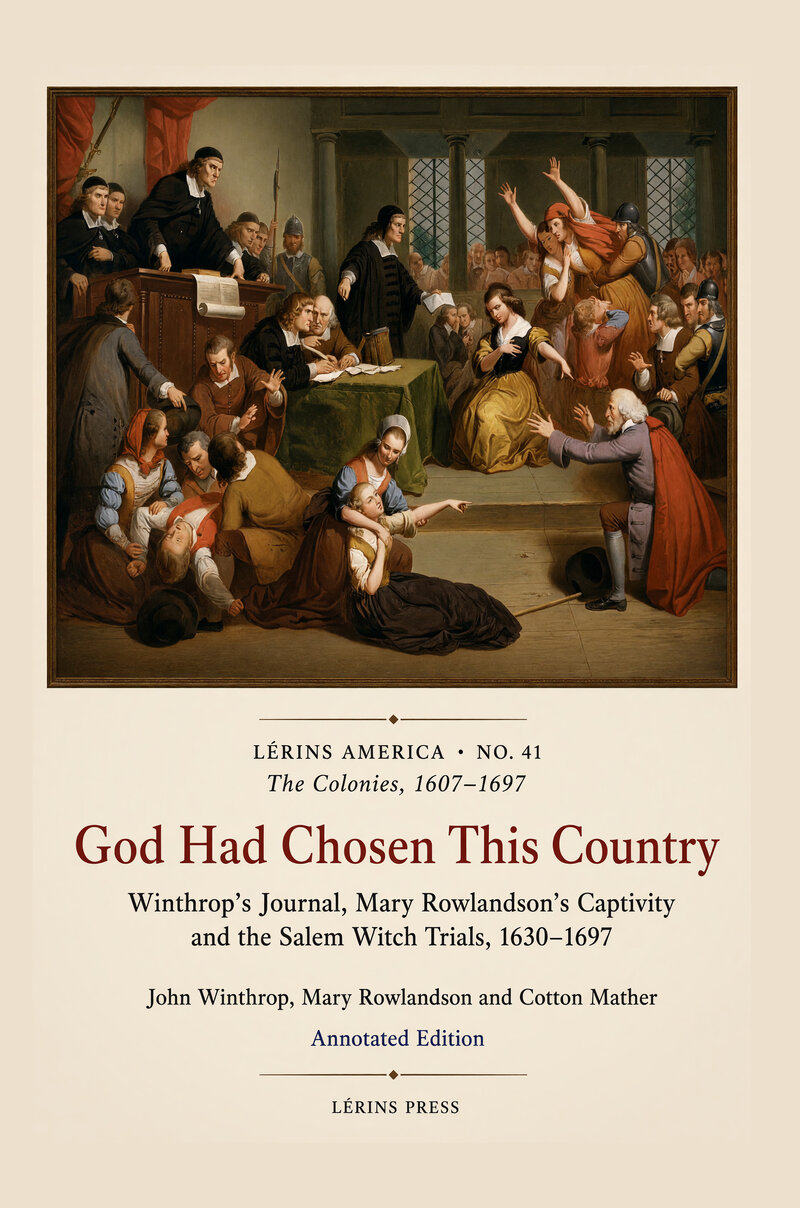 LÉRINS AMERICA • NO. 41
The Colonies, 1607–1697
God Had Chosen This Country
Winthrop’s Journal, Mary Rowlandson’s Captivity
and the Salem Witch Trials, 1630–1697
John Winthrop, Mary Rowlandson and Cotton Mather
Annotated Edition
LÉRINS PRESS